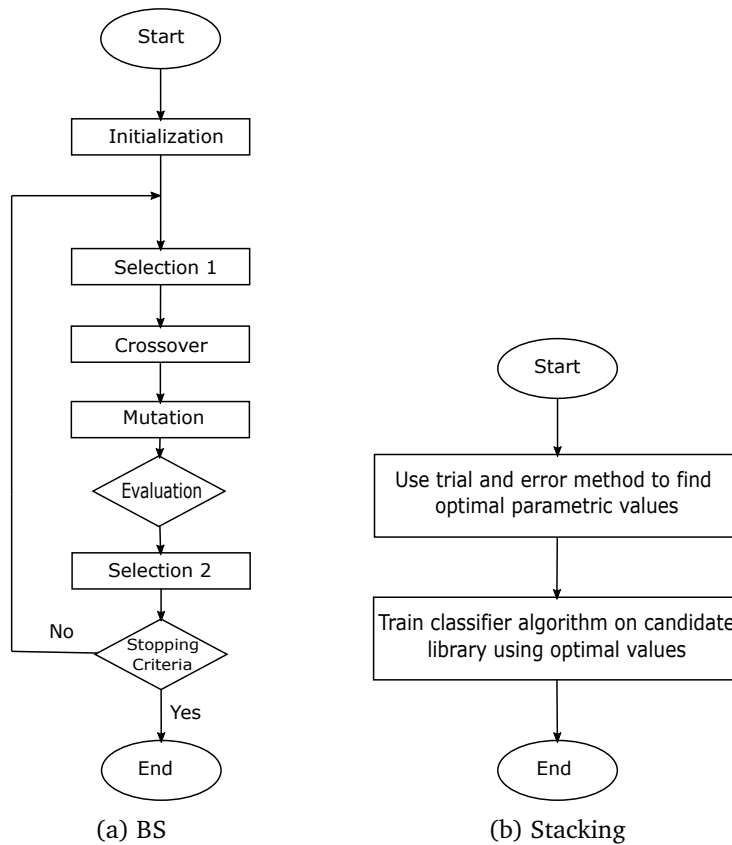 Start
Initialization
Selection 1
Crossover
Mutation
Evaluation
Selection 2
Stopping
Criteria
No
Yes
End
(a) BS
Start
Use trial and error method to find
optimal parametric values
Train classifier algorithm on candidate
library using optimal values
End
(b) Stacking